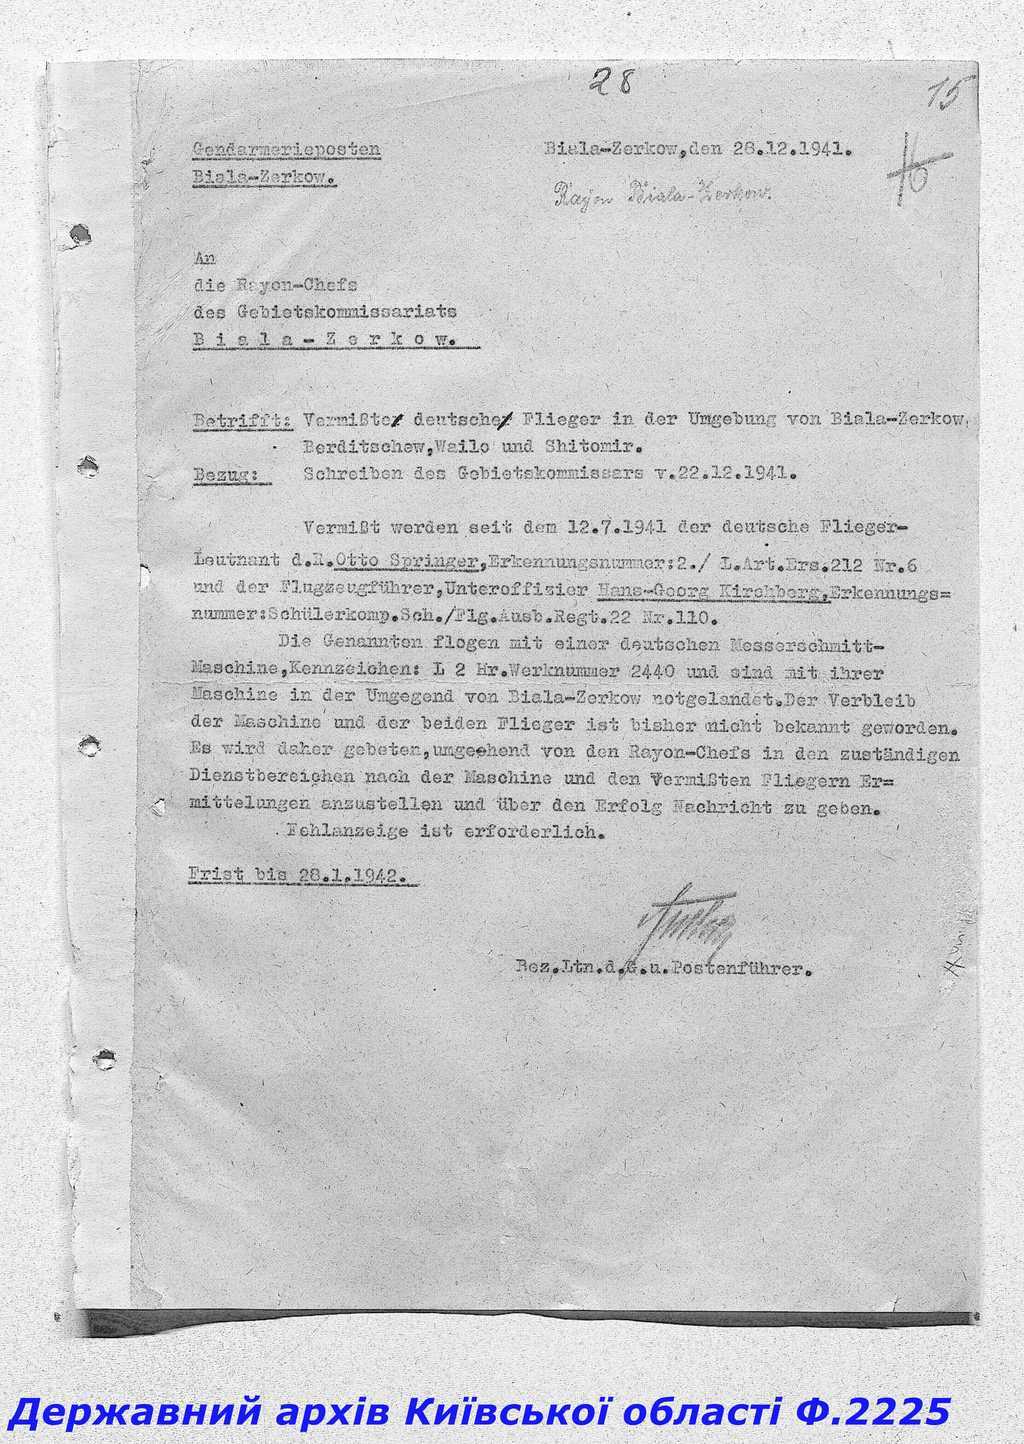 28
15
16
Gendarmerieposten
Biala-Zerkow.
Biala-Zerkow,den 28.12.1941.
Rayon Biala-Zerkow.
An
die Rayon-Chefs
des Gebietskommissariats
B i a l a - Z e r k o w.
Betrifft: Vermißte deutsche Flieger in der Umgebung von Biala-Zerkow,
Berditschew,Wailo und Shitomir.
Bezug: Schreiben des Gebietskommissars v.22.12.1941.
Vermißt werden seit dem 12.7.1941 der deutsche Flieger-
Leutnant d.R.Otto Springer,Erkennungsnummer:2./ L.Art.Ers.212 Nr.6
und der Flugzeugführer,Unteroffizier Hans-Georg Kirchberg,Erkennungs=
nummer:Schülerkomp.Sch./Flg.Ausb.Regt.22 Nr.110.
Die Genannten flogen mit einer deutschen Messerschmitt-
Maschine,Kennzeichen: L 2 Hr.Werknummer 2440 und sind mit ihrer
Maschine in der Umgegend von Biala-Zerkow notgelandet.Der Verbleib
der Maschine und der beiden Flieger ist bisher nicht bekannt geworden.
Es wird daher gebeten,umgeehend von den Rayon-Chefs in den zuständigen
Dienstbereichen nach der Maschine und den Vermißten Fliegern Er=
mittelungen anzustellen und über den Erfolg Nachricht zu geben.
Fehlanzeige ist erforderlich.
Frist bis 28.1.1942.
Rez.Ltn.d.G.u.Postenführer.
Державний архів Київської області Ф.2225